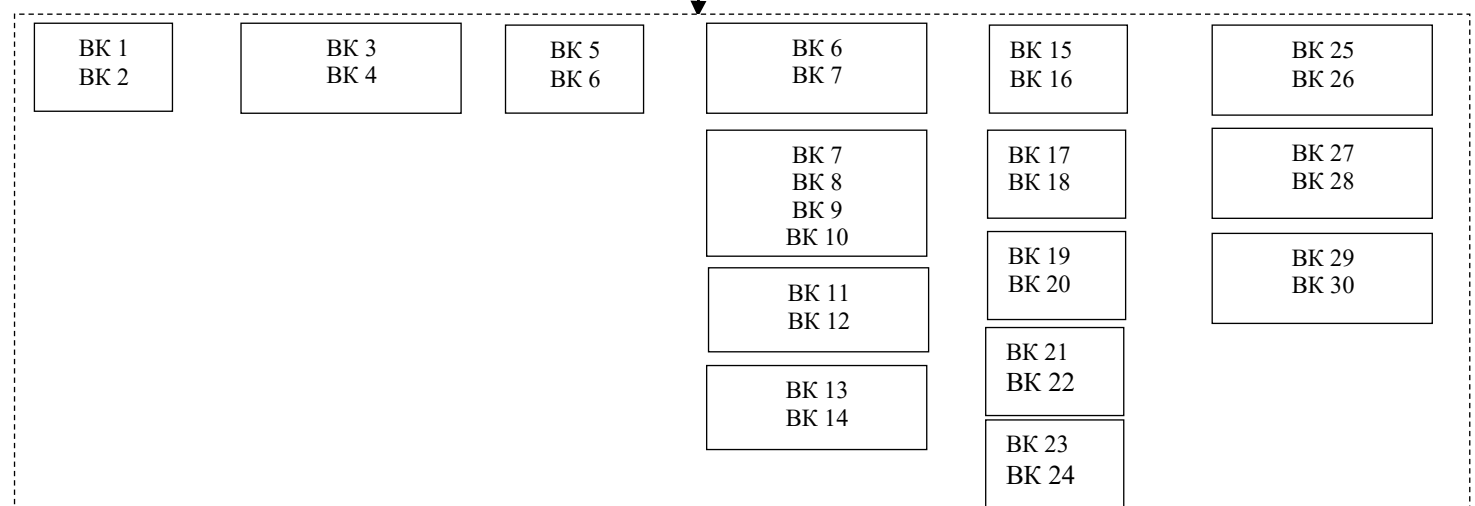 ВК 1
ВК 2
ВК 3
ВК 4
ВК 5
ВК 6
ВК 6
ВК 7
ВК 7
ВК 8
ВК 9
ВК 10
ВК 11
ВК 12
ВК 13
ВК 14
ВК 15
ВК 16
ВК 17
ВК 18
ВК 19
ВК 20
ВК 21
ВК 22
ВК 23
ВК 24
ВК 25
ВК 26
ВК 27
ВК 28
ВК 29
ВК 30